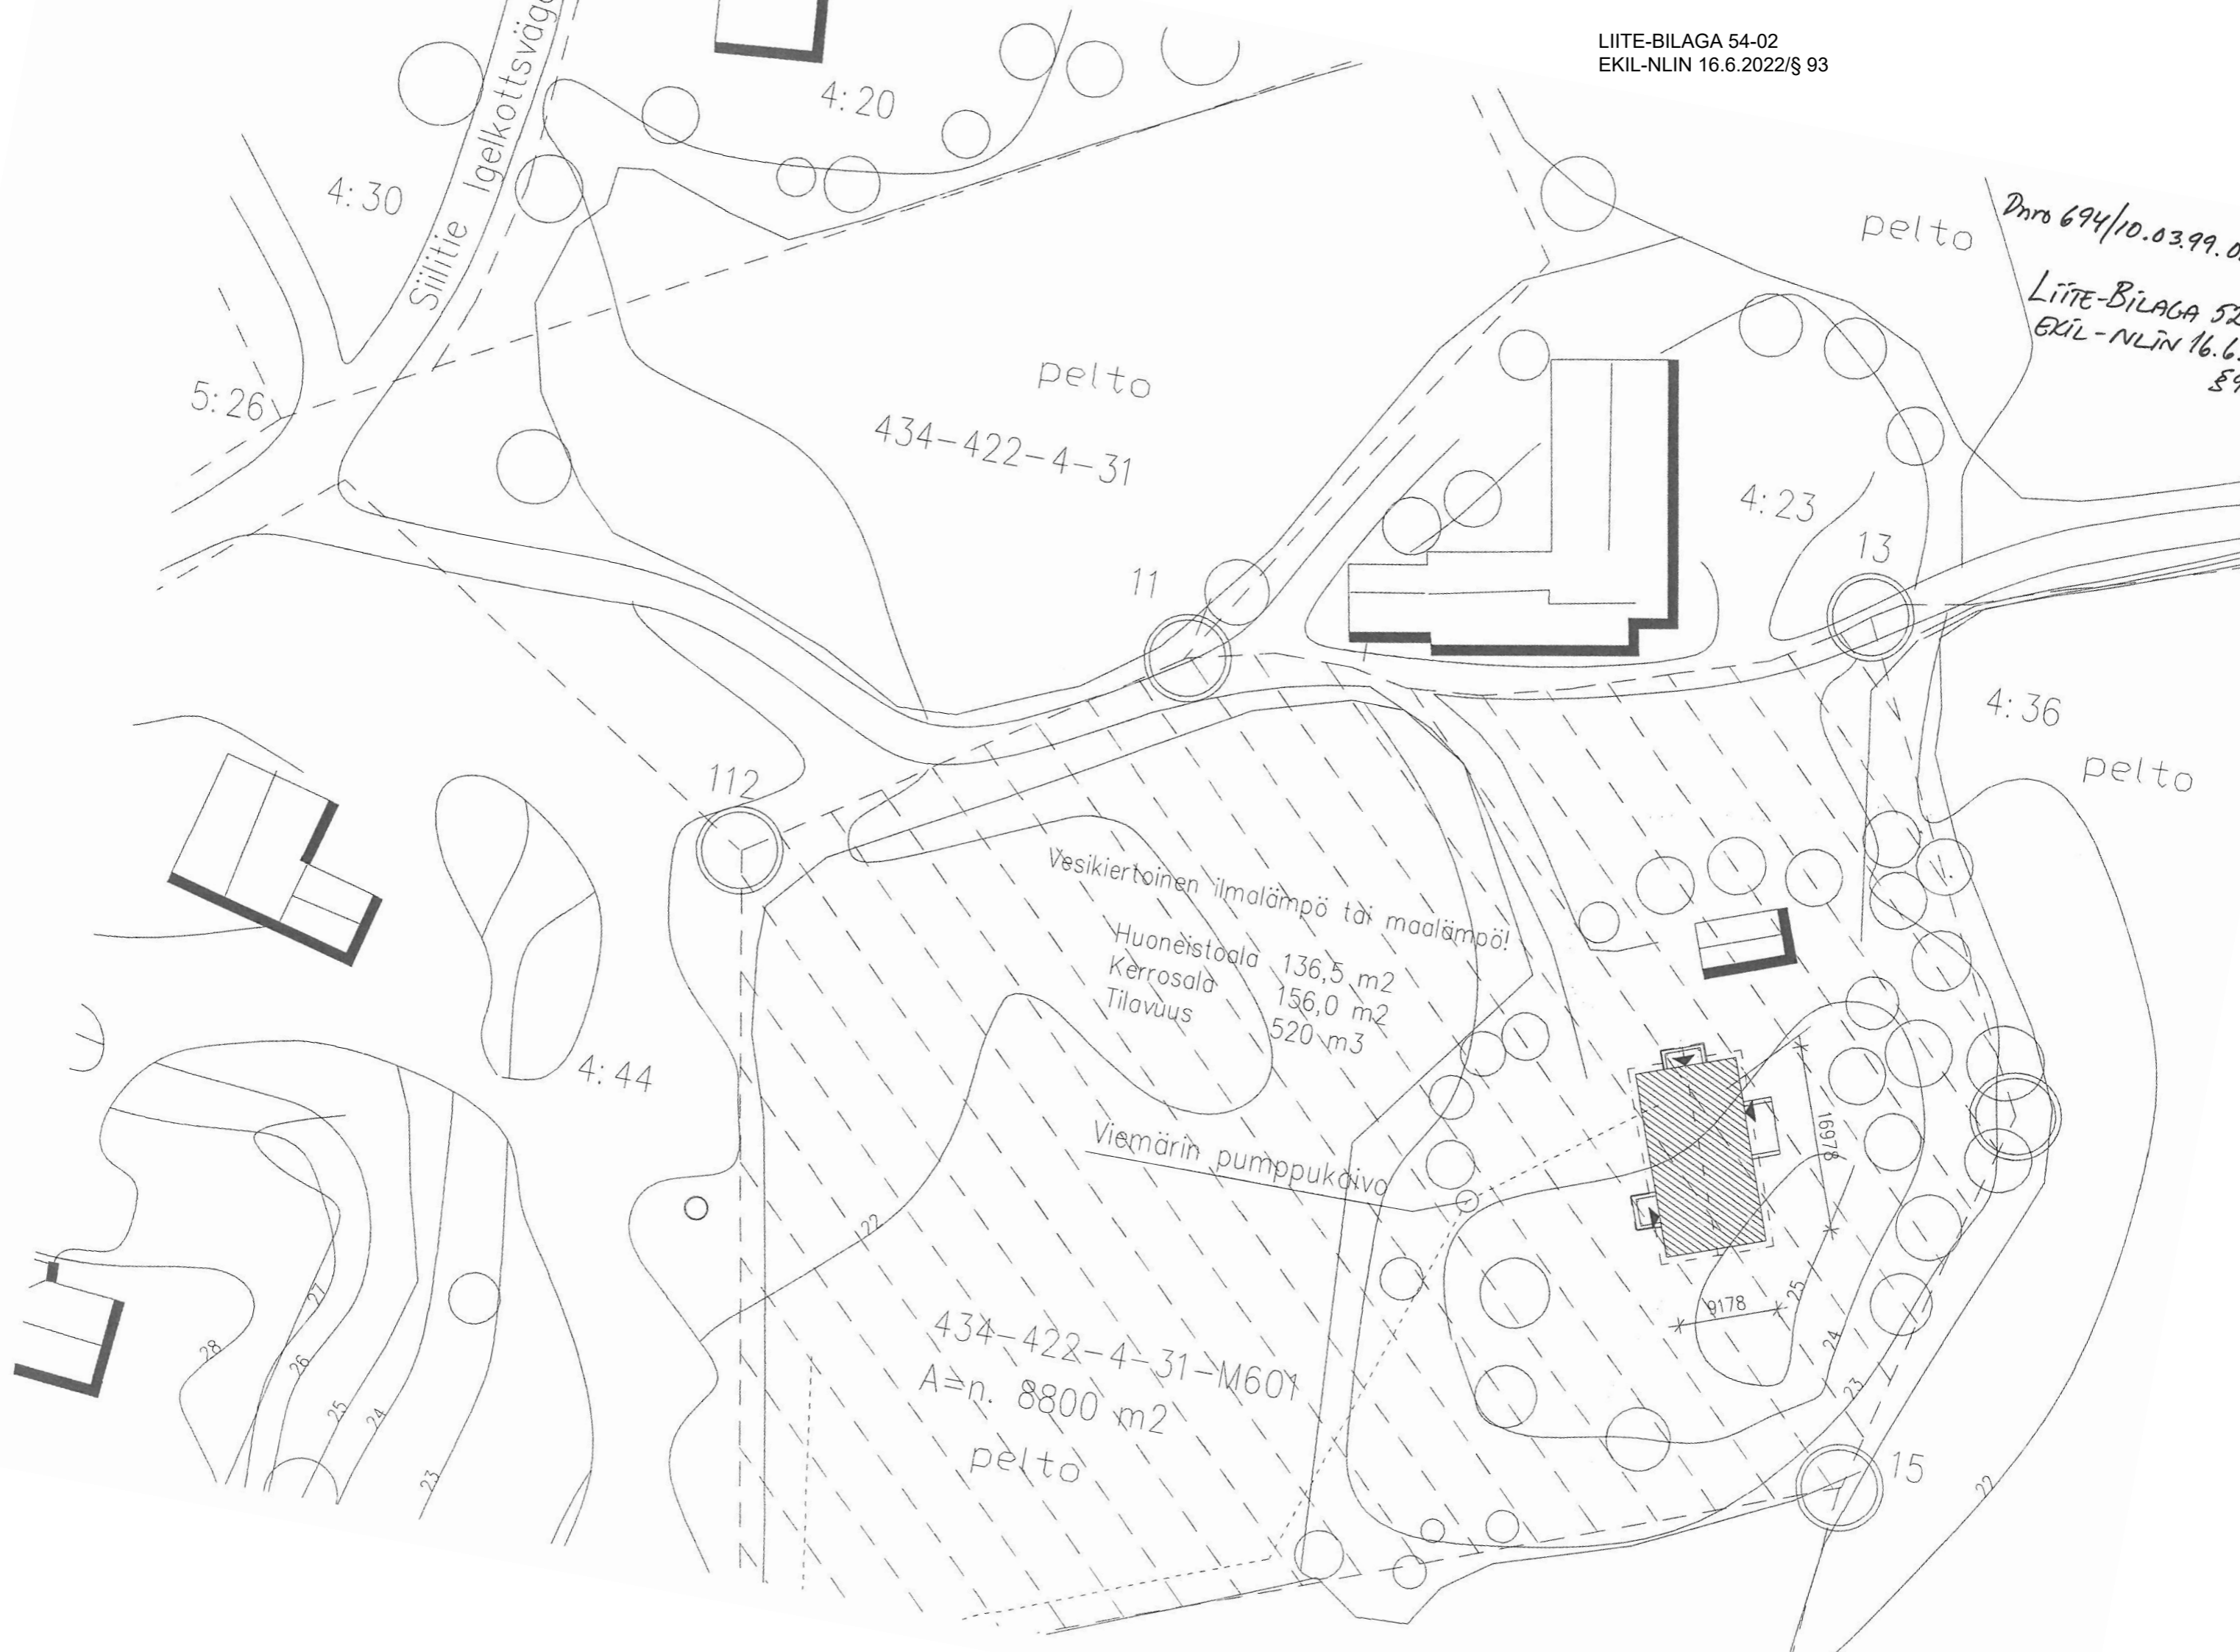 LIITE-BILAGA 54-02
EKIL-NLIN 16.6.2022/§ 93
Siilitie Igelkottsväg
4:20
4:30
pelto
Dnro 694/10.03.99.0
LIITE-BILAGA 52
EKIL-NLIN 16.6.
§9
5:26
pelto
434-422-4-31
4:23
13
11
4:36
pelto
112
Vesikiertoinen ilmalämpö tai maalämpö!
Huoneistoala 136,5 m2
Kerrosala 156,0 m2
Tilavuus 520 m3
4:44
Viemärin pumppukaivo
16978
22
9178
25
24
23
434-422-4-31-M601
A=n. 8800 m2
pelto
15
22
27
28
26
25
24
23